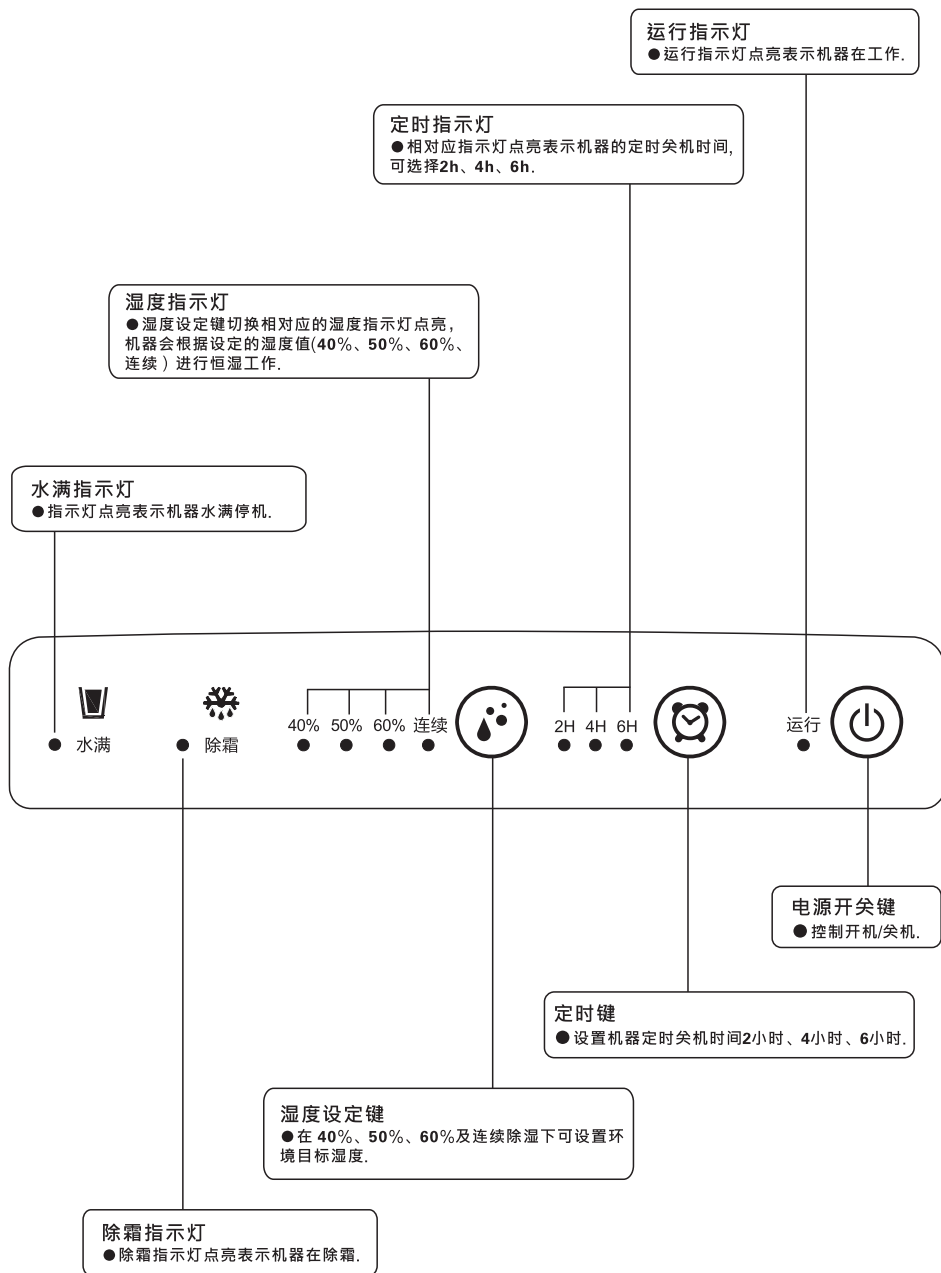 运行指示灯
●运行指示灯点亮表示机器在工作.
定时指示灯
●相对应指示灯点亮表示机器的定时关机时间,
可选择2h、4h、6h.
湿度指示灯
●湿度设定键切换相对应的湿度指示灯点亮，
机器会根据设定的湿度值(40%、50%、60%、
连续）进行恒湿工作.
水满指示灯
●指示灯点亮表示机器水满停机.
40% 50% 60% 连续
2H 4H 6H
运行
水满
除霜
电源开关键
●控制开机/关机.
定时键
●设置机器定时关机时间2小时、4小时、6小时.
湿度设定键
●在 40%、50%、60%及连续除湿下可设置环
境目标湿度.
除霜指示灯
●除霜指示灯点亮表示机器在除霜.